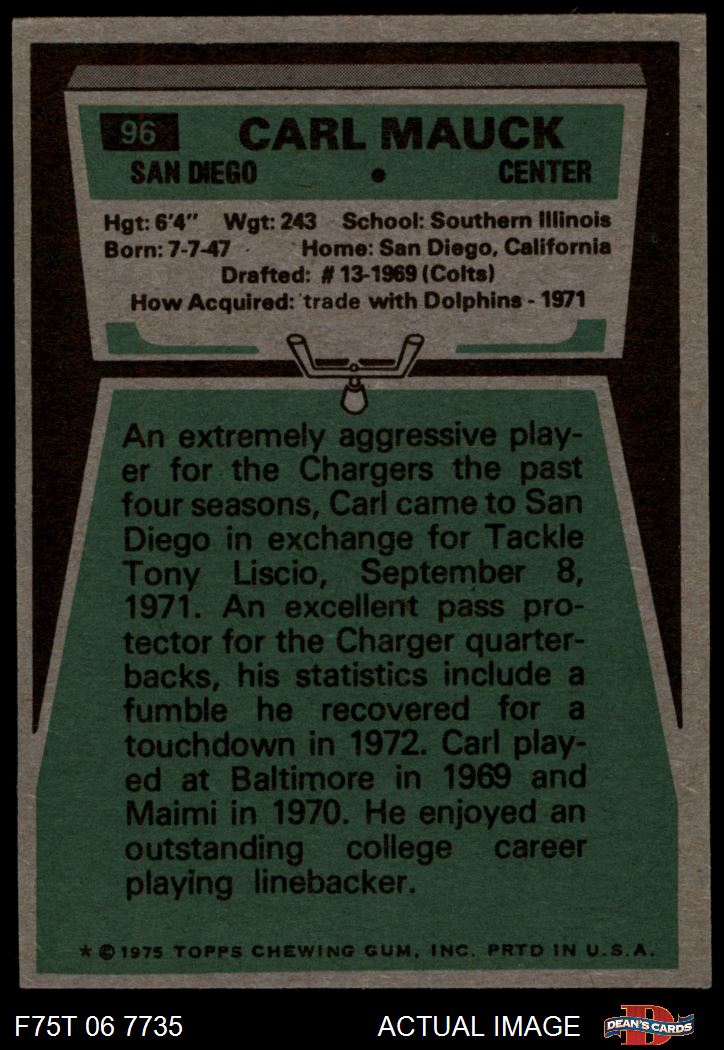 96 CARL MAUCK
SAN DIEGO • CENTER
Hgt: 6'4" Wgt: 243 School: Southern Illinois
Born: 7-7-47 Home: San Diego, California
Drafted: #13-1969 (Colts)
How Acquired: trade with Dolphins - 1971
An extremely aggressive play-
er for the Chargers the past
four seasons, Carl came to San
Diego in exchange for Tackle
Tony Liscio, September 8,
1971. An excellent pass pro-
tector for the Charger quarter-
backs, his statistics include a
fumble he recovered for a
touchdown in 1972. Carl play-
ed at Baltimore in 1969 and
Maimi in 1970. He enjoyed an
outstanding college career
playing linebacker.
* © 1975 TOPPS CHEWING GUM, INC. PRTD IN U.S.A.
F75T 06 7735 ACTUAL IMAGE D DEAN'S CARDS